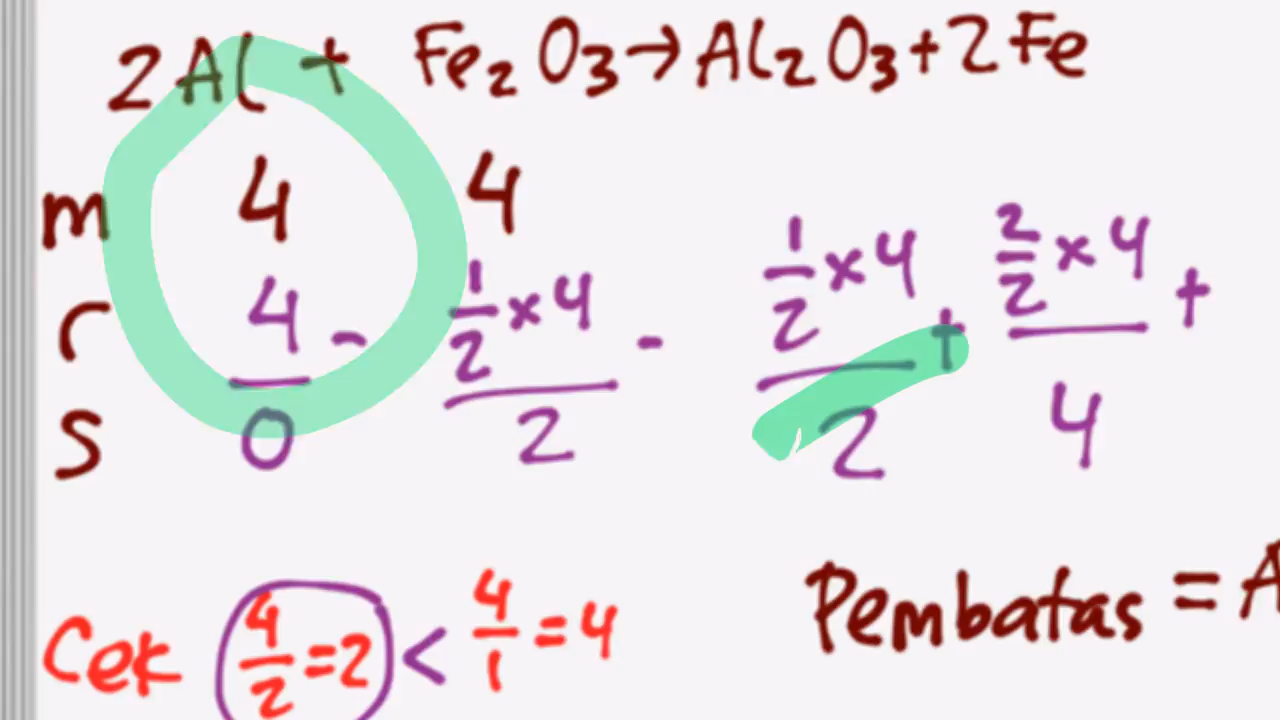 2Al + Fe₂O₃ → Al₂O₃ + 2Fe
m 4 4
r 4 - 1/2 x 4 - 1/2 x 4 + 2/2 x 4 +
s 0 2 2 4
Cek 4/2 = 2 < 4/1 = 4
Pembatas = A